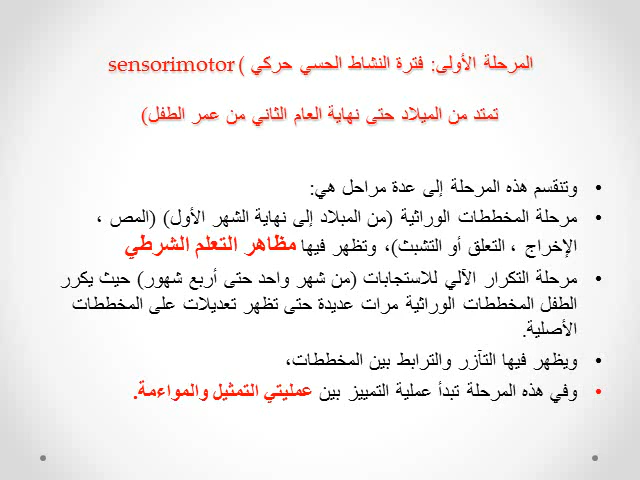 المرحلة الأولى: فترة النشاط الحسي حركي ( sensorimotor
تمتد من الميلاد حتى نهاية العام الثاني من عمر الطفل)
• وتنقسم هذه المرحلة إلى عدة مراحل هي:
• مرحلة المخططات الوراثية (من الميلاد إلى نهاية الشهر الأول) (المص ،
الإخراج ، التعلق أو التشبث)، وتظهر فيها مظاهر التعلم الشرطي
• مرحلة التكرار الآلي للاستجابات (من شهر واحد حتى أربع شهور) حيث يكرر
الطفل المخططات الوراثية مرات عديدة حتى تظهر تعديلات على المخططات
الأصلية.
• ويظهر فيها التآزر والترابط بين المخططات،
• وفي هذه المرحلة تبدأ عملية التمييز بين عمليتي التمثيل والمواءمة.